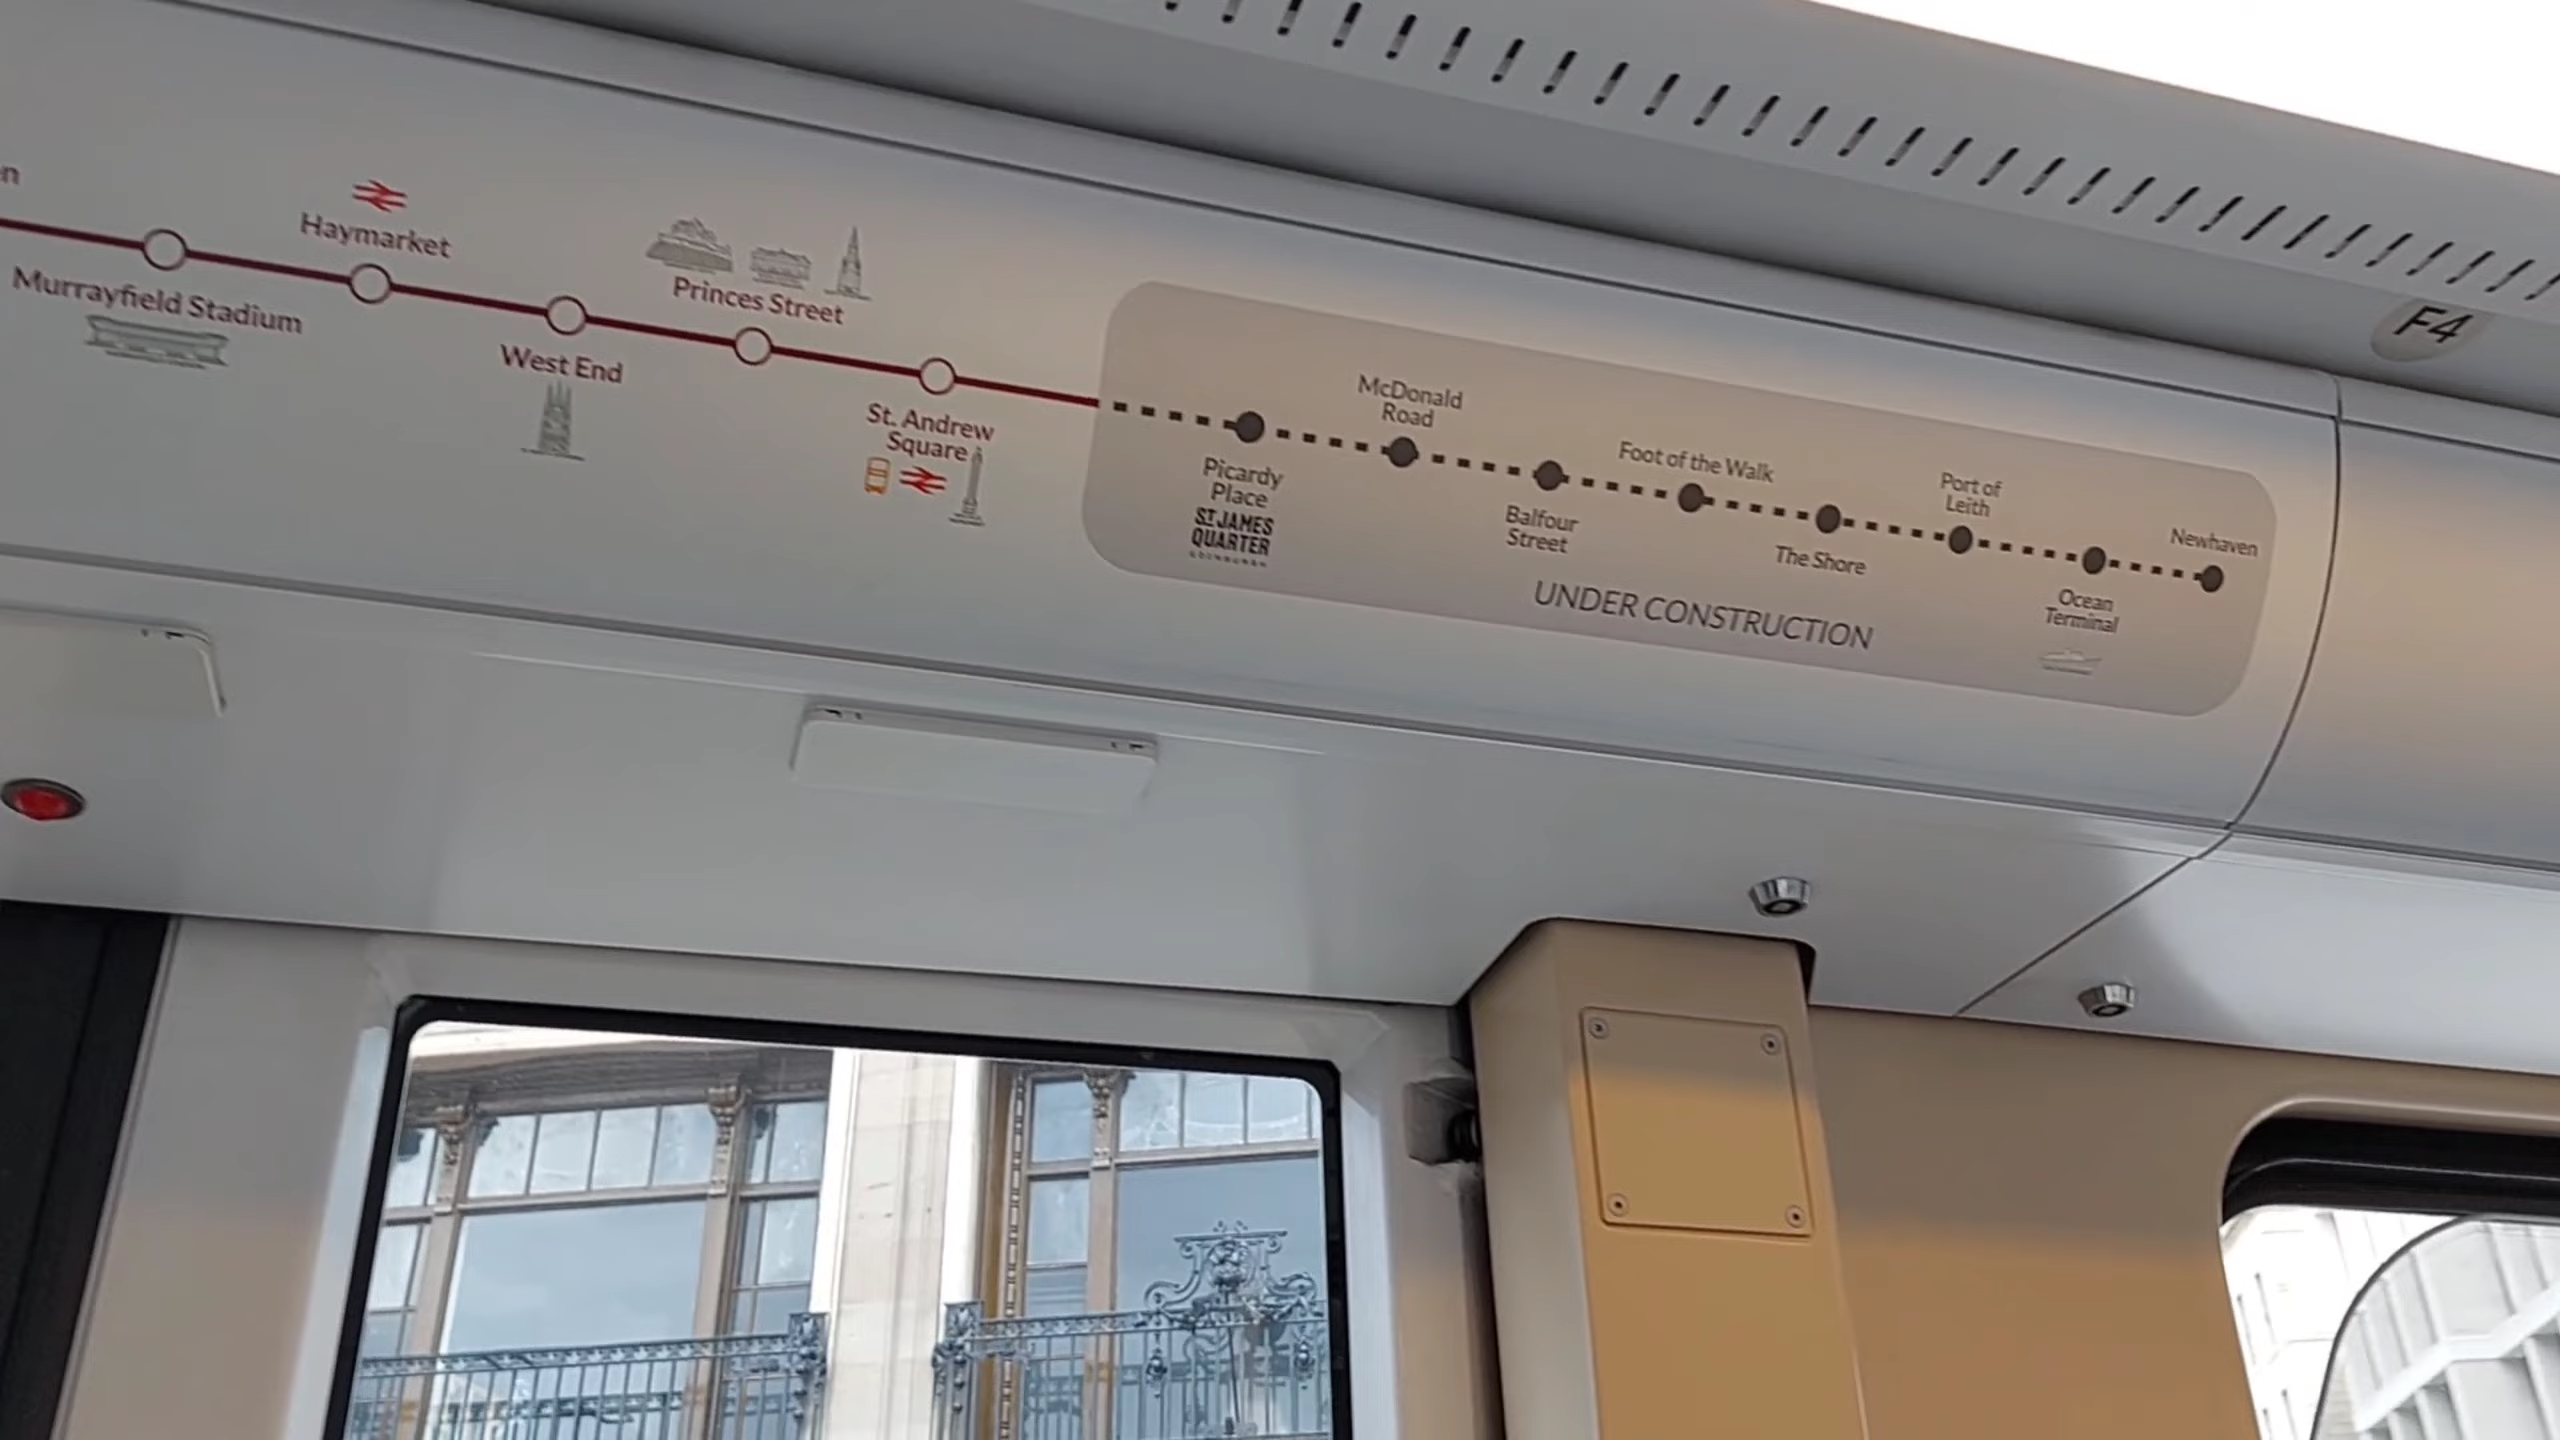 Haymarket
Murrayfield Stadium
West End
Princes Street
St. Andrew
Square
Picardy
Place
ST JAMES
QUARTER
EDINBURGH
McDonald
Road
Balfour
Street
Foot of the Walk
The Shore
Port of
Leith
Ocean
Terminal
Newhaven
UNDER CONSTRUCTION
F4